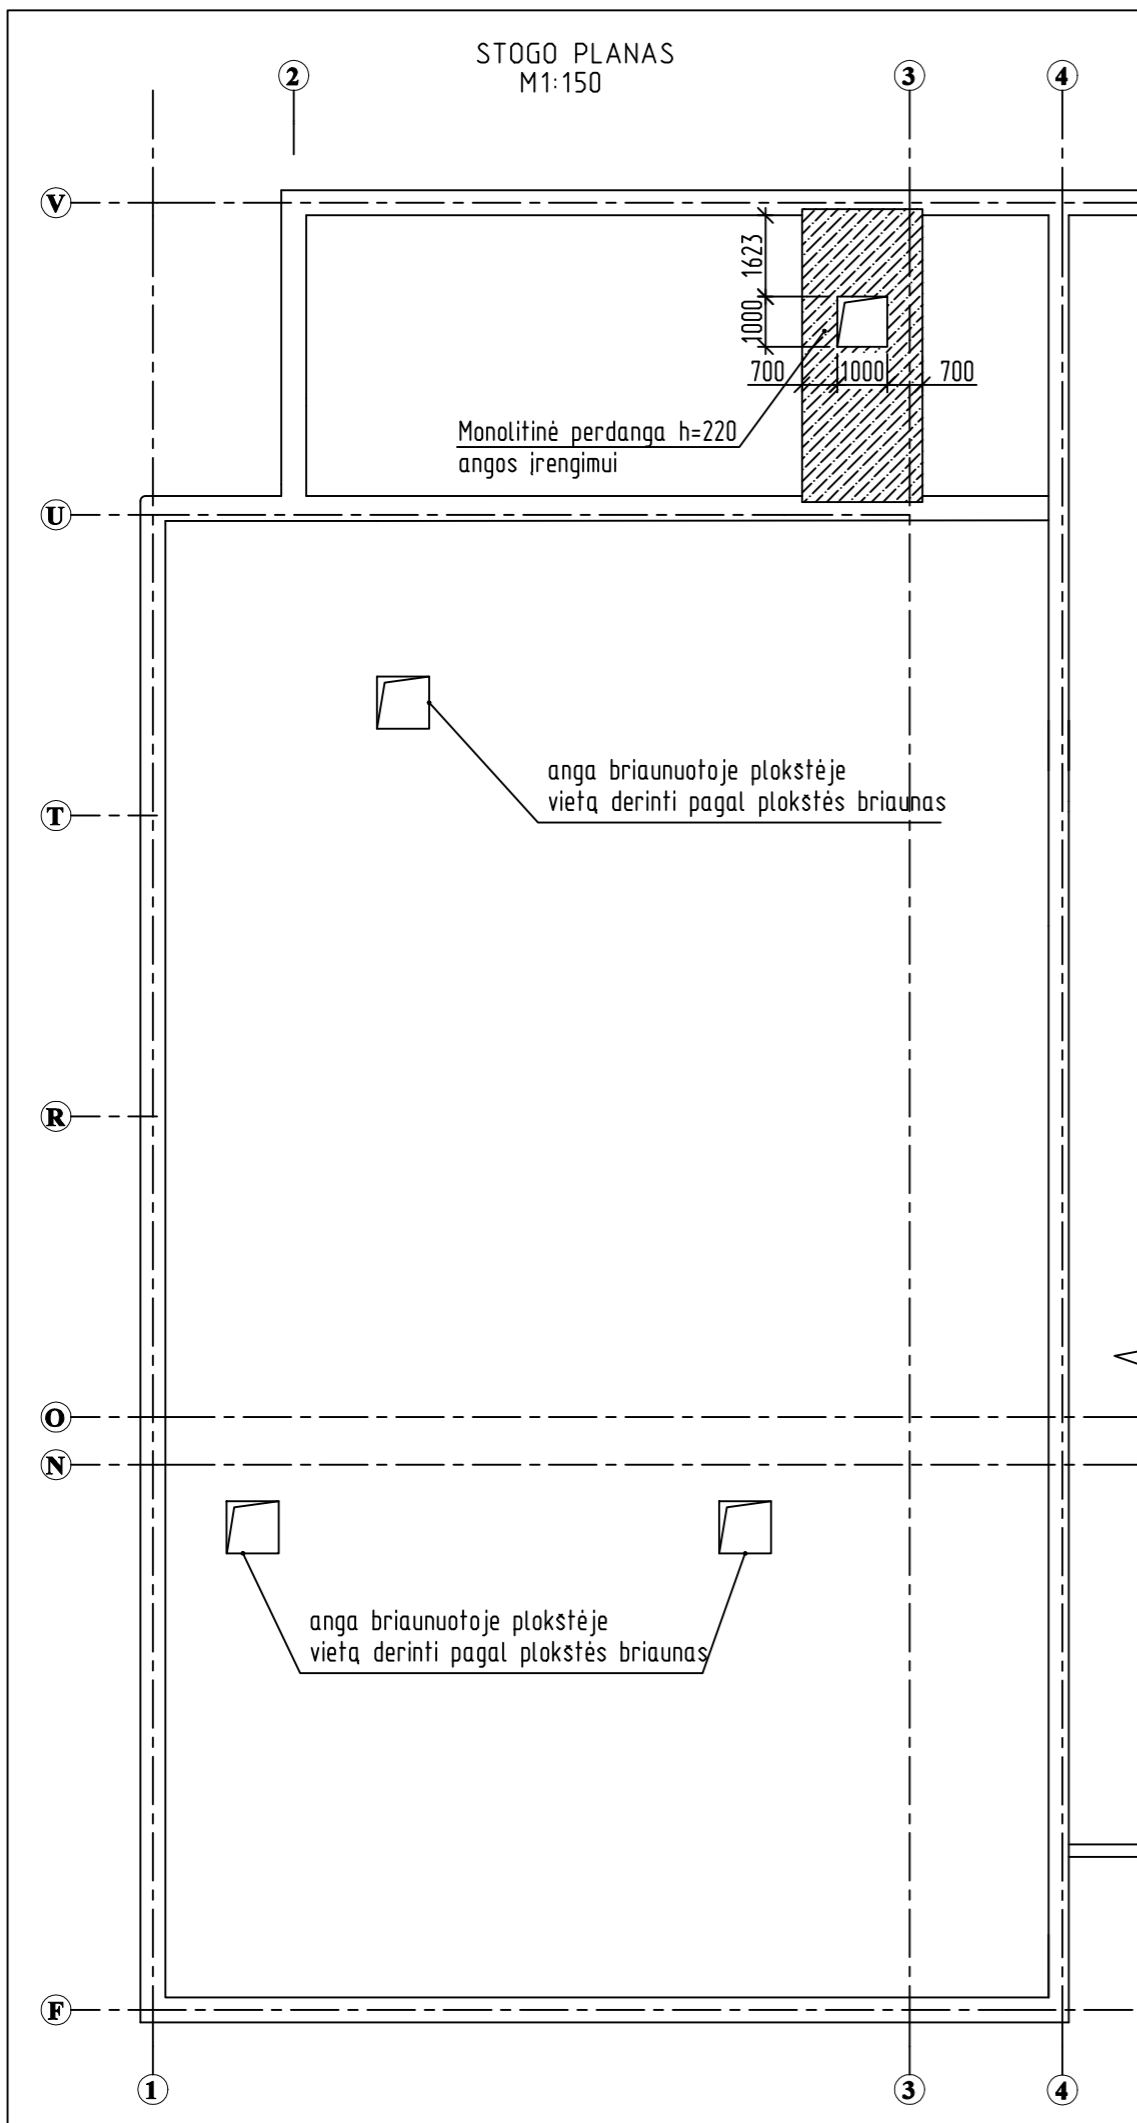 STOGO PLANAS
M1:150
2
3
4
V
1623
1000
700
1000
700
Monolitinė perdanga h=220
angos įrengimui
U
anga briaunuotoje plokštėje
vietą derinti pagal plokštės briaunas
T
R
O
N
anga briaunuotoje plokštėje
vietą derinti pagal plokštės briaunas
F
1
3
4